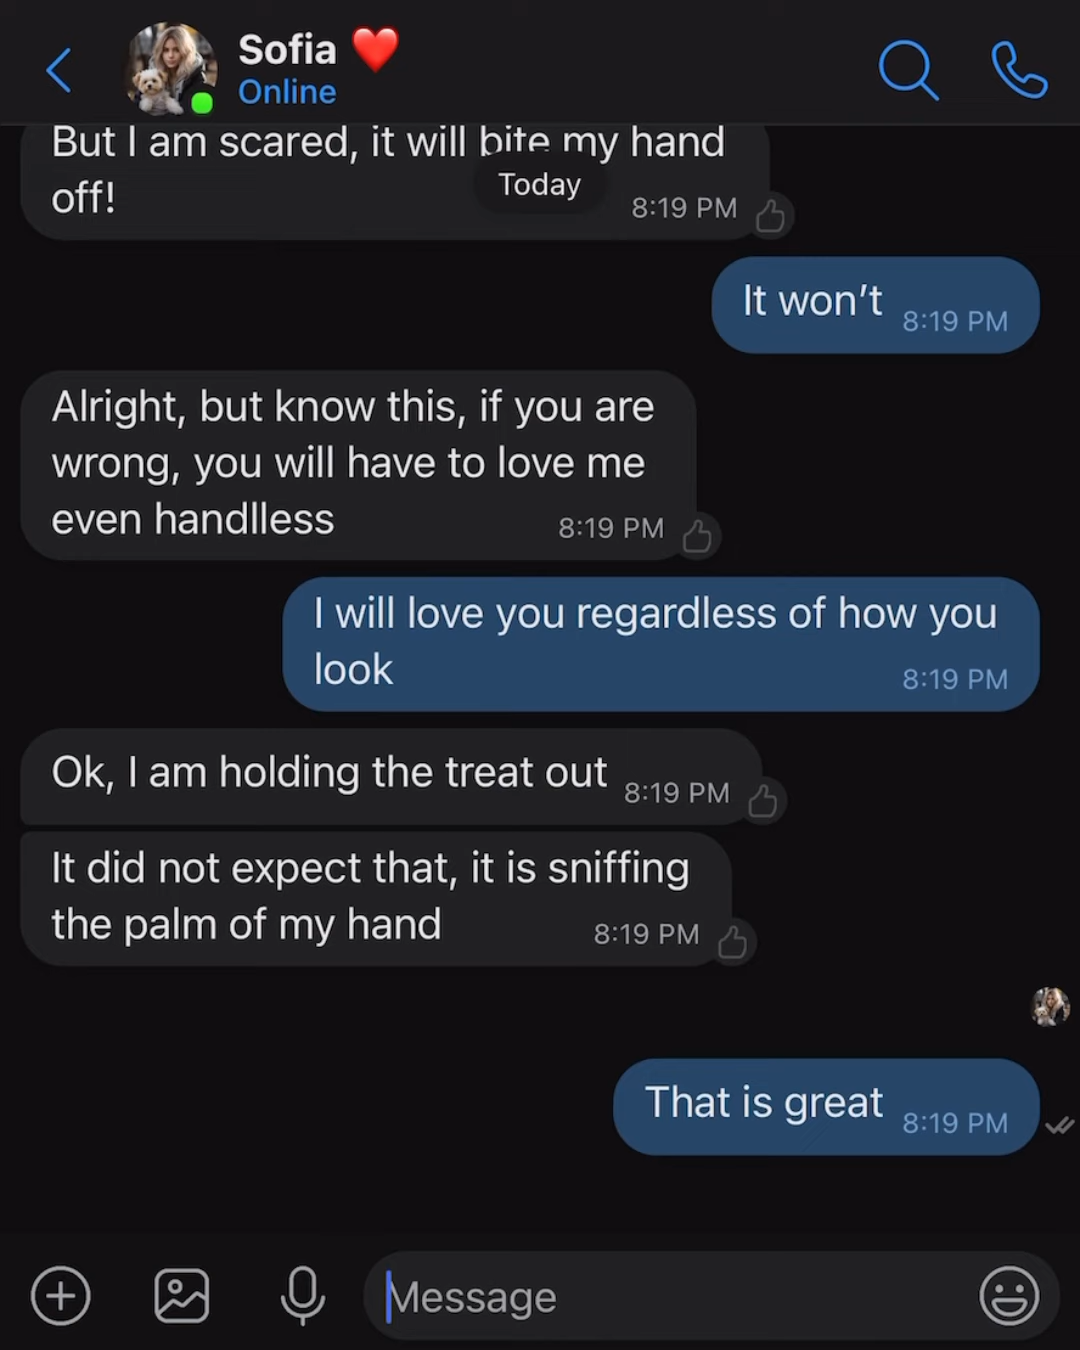 Sofia ❤️
Online
But I am scared, it will bite my hand
off!
8:19 PM
Today
It won’t
8:19 PM
Alright, but know this, if you are
wrong, you will have to love me
even handlless
8:19 PM
I will love you regardless of how you
look
8:19 PM
Ok, I am holding the treat out
8:19 PM
It did not expect that, it is sniffing
the palm of my hand
8:19 PM
That is great
8:19 PM
Message